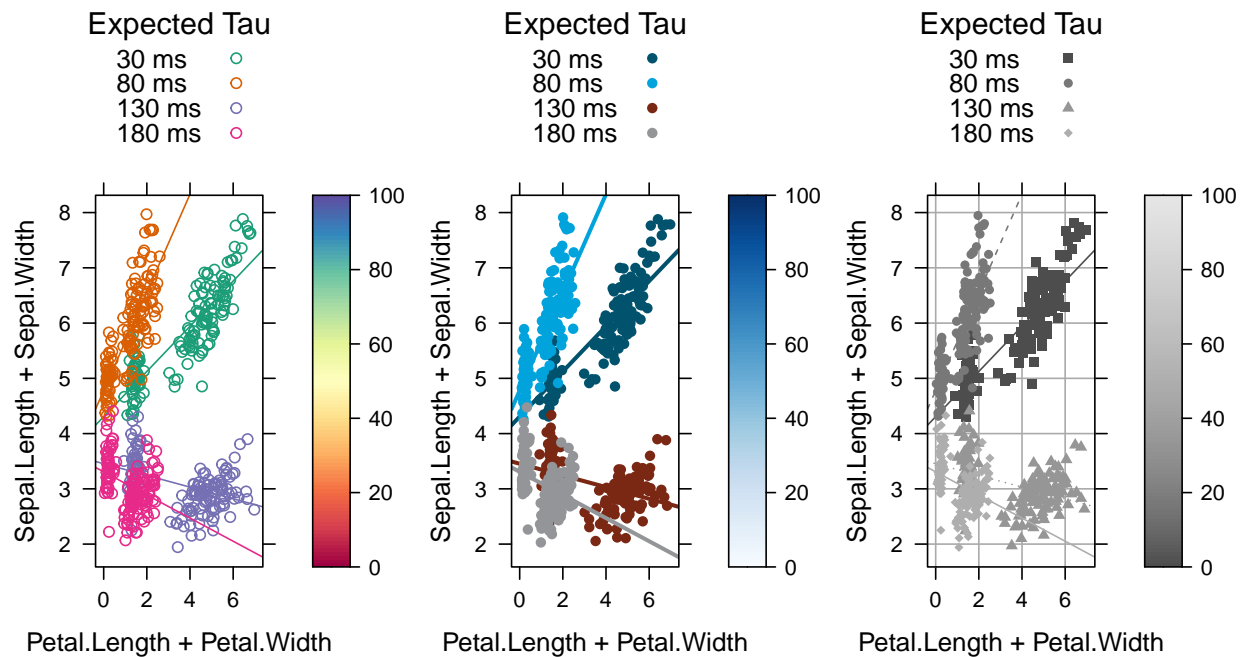 Expected Tau
30 ms
80 ms
130 ms
180 ms
Sepal.Length + Sepal.Width
8
7
6
5
4
3
2
0 2 4 6
Petal.Length + Petal.Width
100
80
60
40
20
0
Expected Tau
30 ms
80 ms
130 ms
180 ms
Sepal.Length + Sepal.Width
8
7
6
5
4
3
2
0 2 4 6
Petal.Length + Petal.Width
100
80
60
40
20
0
Expected Tau
30 ms
80 ms
130 ms
180 ms
Sepal.Length + Sepal.Width
8
7
6
5
4
3
2
0 2 4 6
Petal.Length + Petal.Width
100
80
60
40
20
0